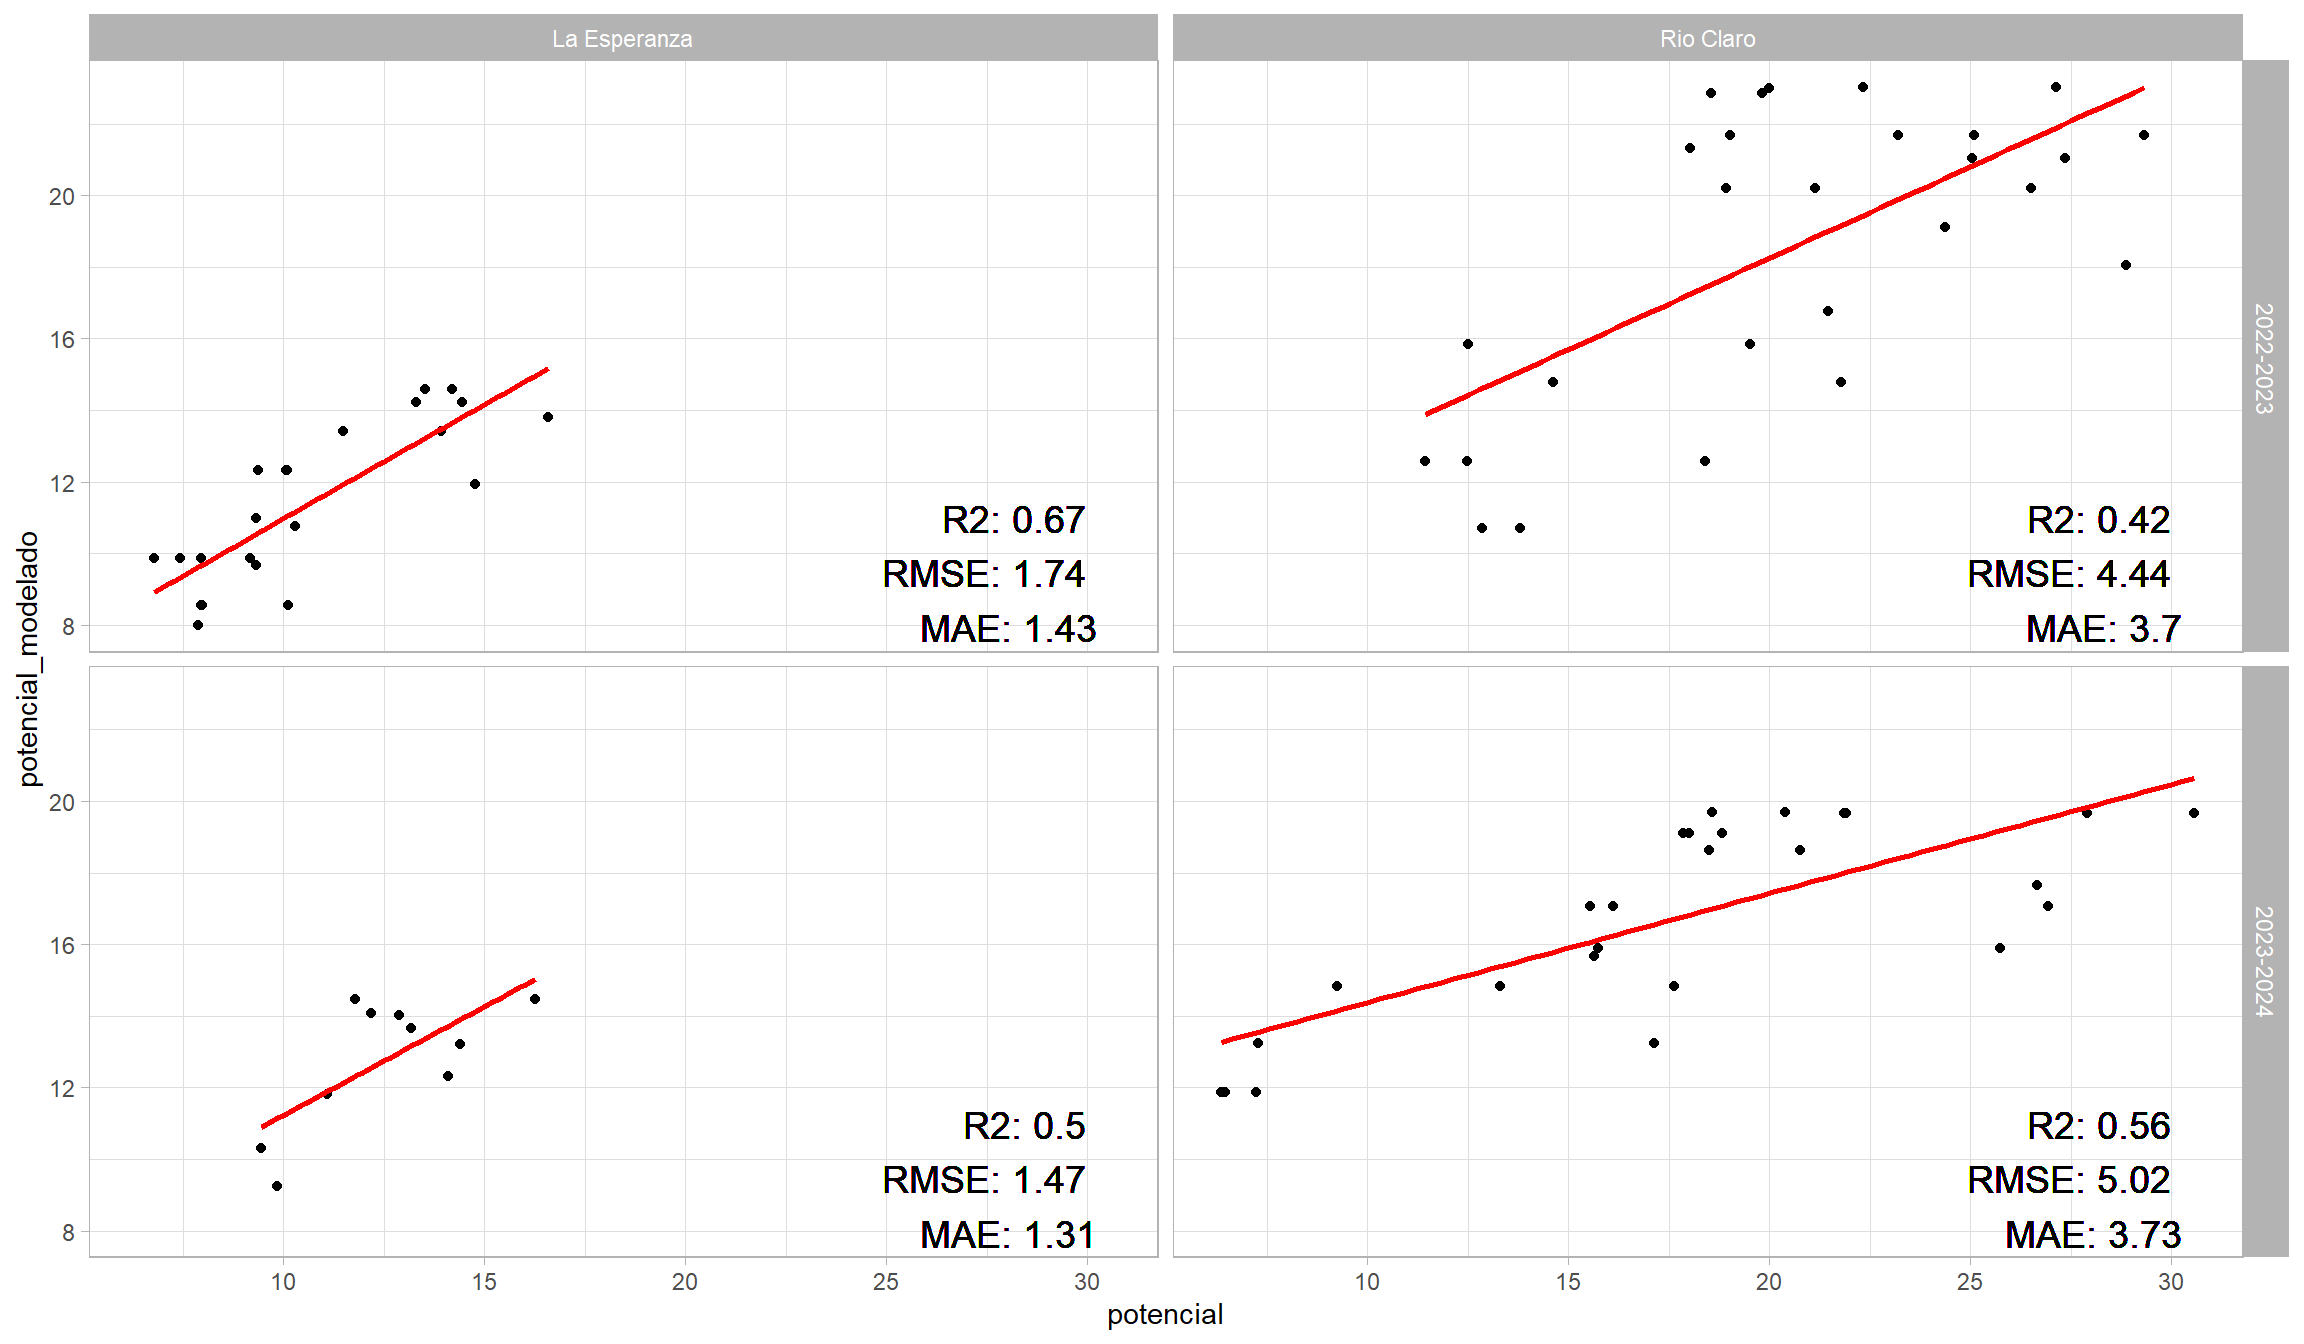 La Esperanza
Rio Claro
20
16
12
8
R2: 0.67
RMSE: 1.74
MAE: 1.43
R2: 0.42
RMSE: 4.44
MAE: 3.7
2022-2023
potencial_modelado
20
16
12
8
R2: 0.5
RMSE: 1.47
MAE: 1.31
R2: 0.56
RMSE: 5.02
MAE: 3.73
2023-2024
10 15 20 25 30
10 15 20 25 30
potencial